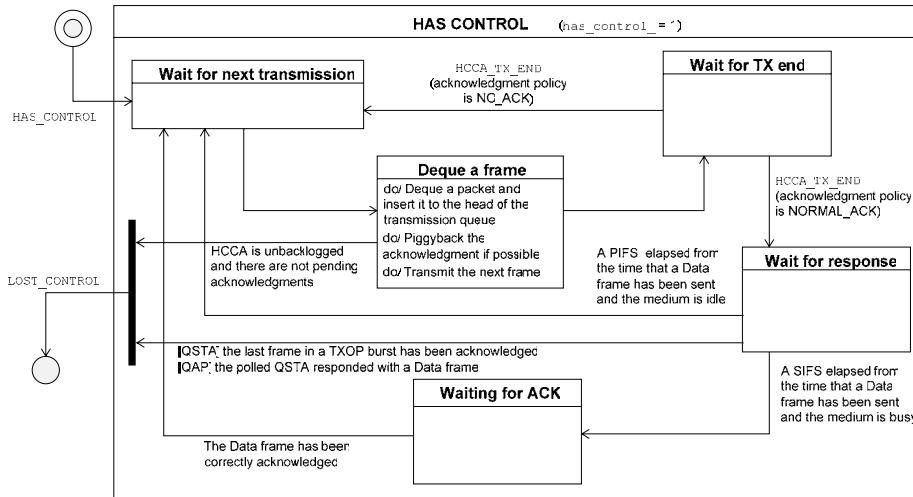 HAS CONTROL (has_control_ = 1)
Wait for next transmission
HCCA_TX_END
(acknowledgment policy
is NO_ACK)
Wait for TX end
HAS_CONTROL
Deque a frame
do/ Deque a packet and
insert it to the head of the
transmission queue
do/ Piggyback the
acknowledgment if possible
do/ Transmit the next frame
HCCA_TX_END
(acknowledgment policy
is NORMAL_ACK)
HCCA is unbacklogged
and there are not pending
acknowledgments
A PIFS elapsed from
the time that a Data
frame has been sent
and the medium is idle
Wait for response
LOST_CONTROL
[QSTA] the last frame in a TXOP burst has been acknowledged
[QAP] the polled QSTA responded with a Data frame
Waiting for ACK
A SIFS elapsed from
the time that a Data
frame has been sent
and the medium is busy
The Data frame has been
correctly acknowledged